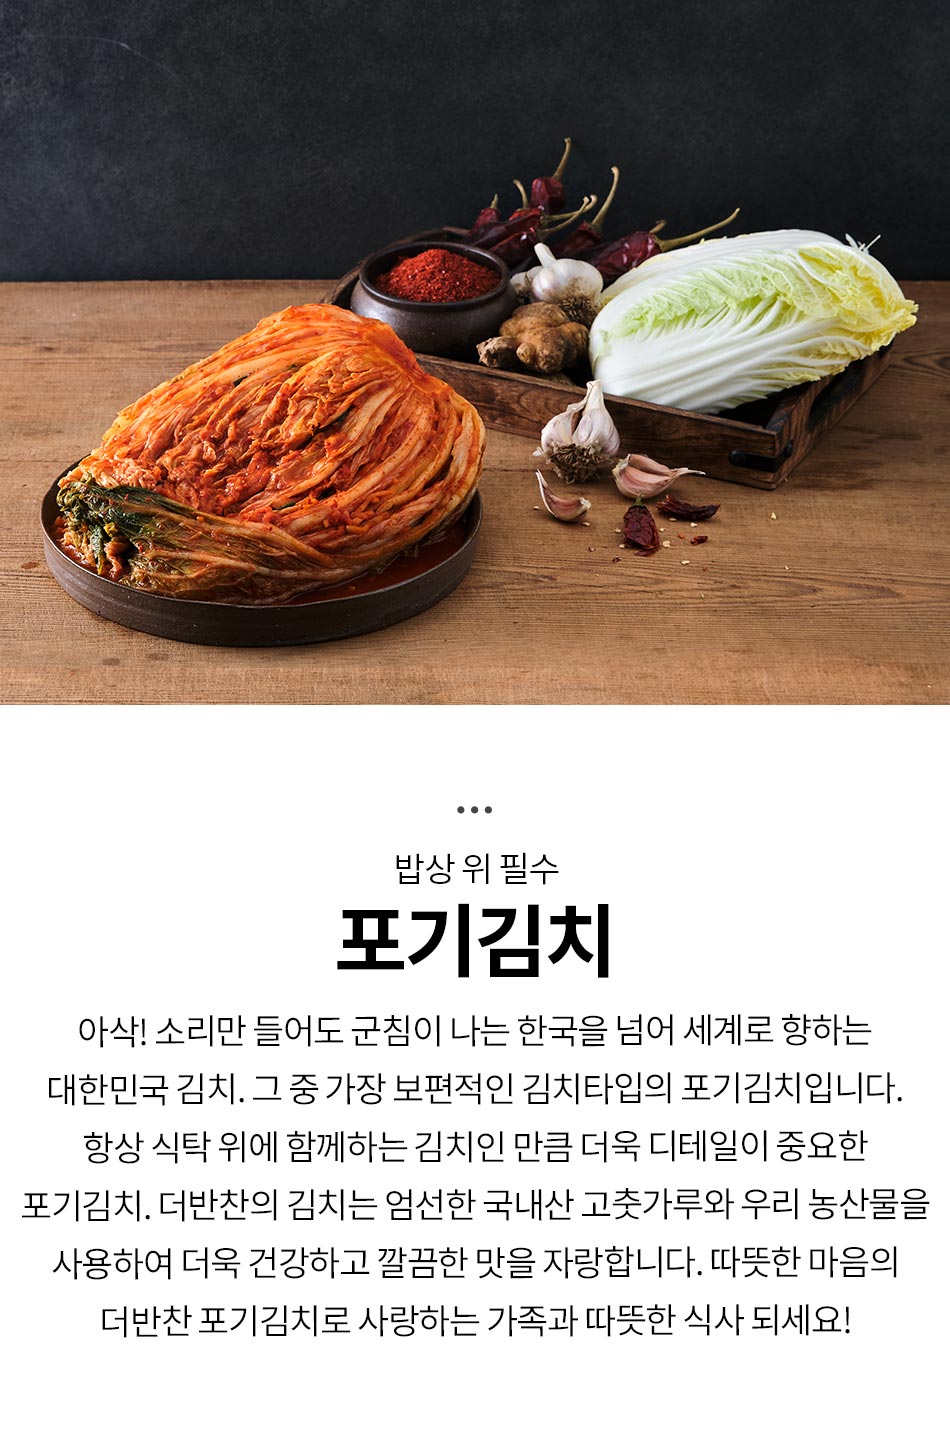 밥상 위 필수
포기김치
아삭! 소리만 들어도 군침이 나는 한국을 넘어 세계로 향하는
대한민국 김치. 그 중 가장 보편적인 김치타입의 포기김치입니다.
항상 식탁 위에 함께하는 김치인 만큼 더욱 디테일이 중요한
포기김치. 더반찬의 김치는 엄선한 국내산 고춧가루와 우리 농산물을
사용하여 더욱 건강하고 깔끔한 맛을 자랑합니다. 따뜻한 마음의
더반찬 포기김치로 사랑하는 가족과 따뜻한 식사 되세요!